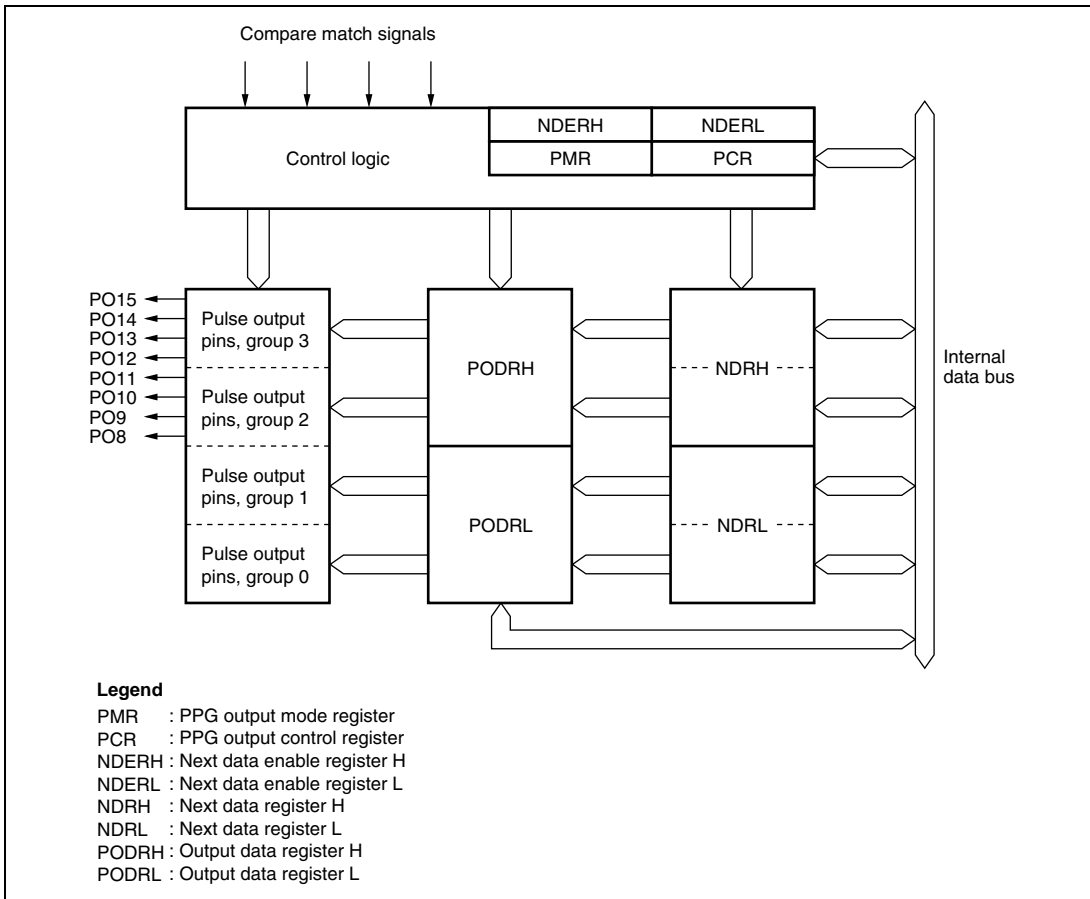 Compare match signals
Control logic
NDERH
NDERL
PMR
PCR
PO15
PO14
PO13
PO12
PO11
PO10
PO9
PO8
Pulse output
pins, group 3
Pulse output
pins, group 2
Pulse output
pins, group 1
Pulse output
pins, group 0
PODRH
PODRL
NDRH
NDRL
Internal
data bus
Legend
PMR : PPG output mode register
PCR : PPG output control register
NDERH : Next data enable register H
NDERL : Next data enable register L
NDRH : Next data register H
NDRL : Next data register L
PODRH : Output data register H
PODRL : Output data register L